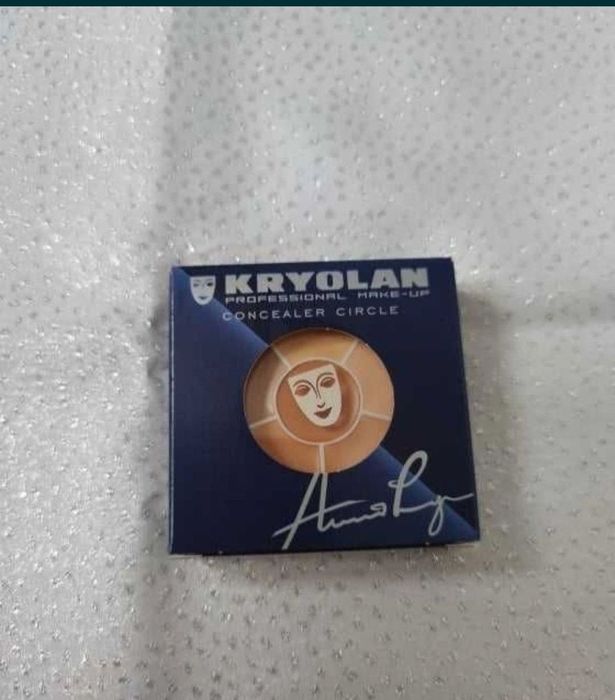 KRYOLAN
PROFESSIONAL MAKE-UP
CONCEALER CIRCLE